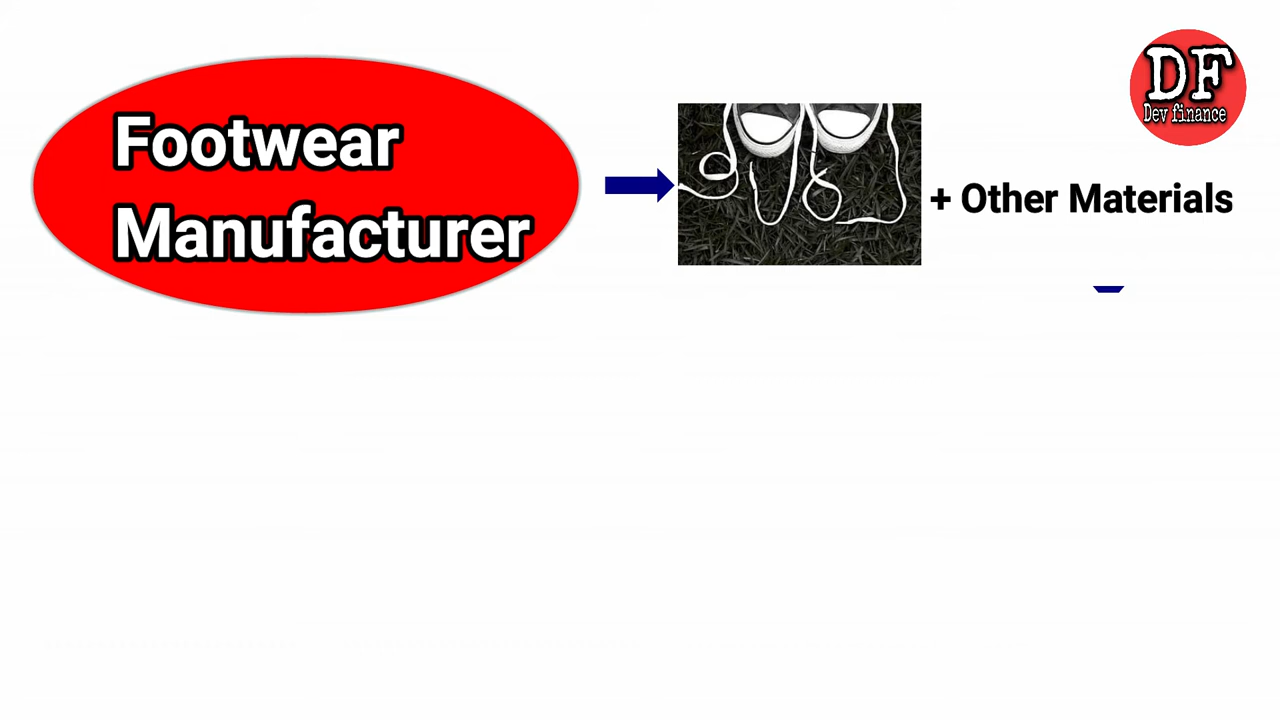 Footwear
Manufacturer
+ Other Materials
DF
Dev finance